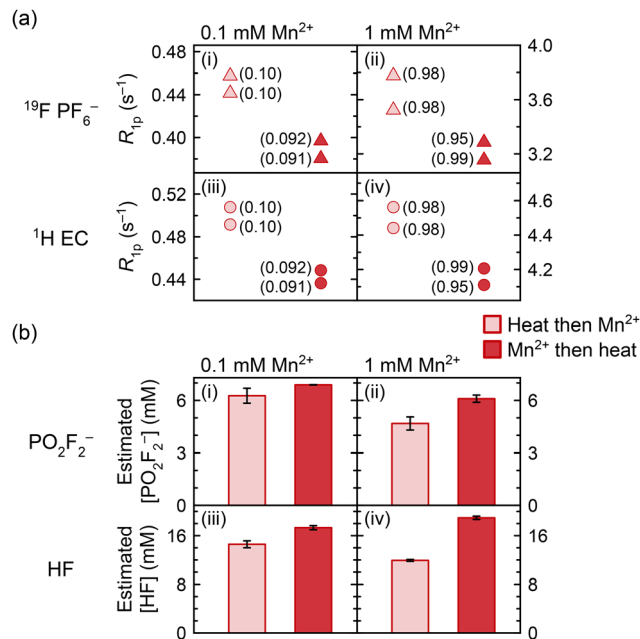 (a)
0.1 mM Mn²⁺ 1 mM Mn²⁺
¹⁹F PF₆⁻
R₁ₚ (s⁻¹)
0.48
0.44
0.40
(i)
(0.10)
(0.10)
(0.092)
(0.091)
(ii)
(0.98)
(0.98)
(0.95)
(0.99)
4.0
3.6
3.2
¹H EC
R₁ₚ (s⁻¹)
0.52
0.48
0.44
(iii)
(0.10)
(0.10)
(0.092)
(0.091)
(iv)
(0.98)
(0.98)
(0.99)
(0.95)
4.6
4.4
4.2
Heat then Mn²⁺
Mn²⁺ then heat
(b)
0.1 mM Mn²⁺ 1 mM Mn²⁺
PO₂F₂⁻
Estimated
[PO₂F₂⁻] (mM)
6
3
0
(i)
(ii)
6
3
0
HF
Estimated
[HF] (mM)
16
12
8
0
(iii)
(iv)
16
12
8
0